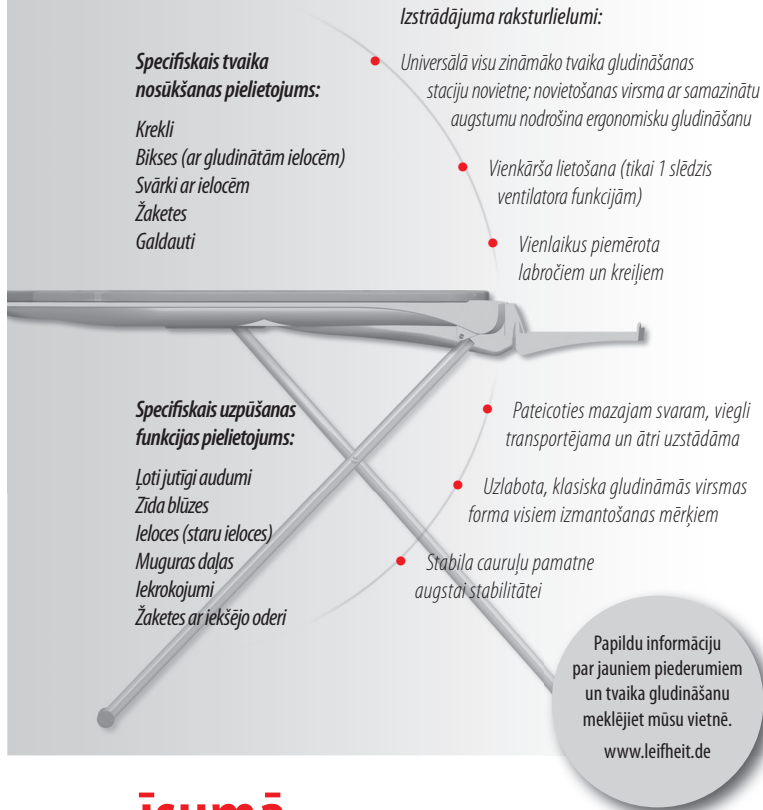 Izstrādājuma raksturlielumi:
Specifiskais tvaika
nosūkšanas pielietojums:
Krekli
Bikses (ar gludinātām ielocēm)
Svārki ar ielocēm
Žaketes
Galdauti
Universālā visu zināmāko tvaika gludināšanas
staciju novietne; novietošanas virsma ar samazinātu
augstumu nodrošina ergonomisku gludināšanu
Vienkārša lietošana (tikai 1 slēdzis
ventilatora funkcijām)
Vienlaikus piemērota
labročiem un kreiļiem
Specifiskais uzpūšanas
funkcijas pielietojums:
Ļoti jutīgi audumi
Zīda blūzes
Ieloces (staru ieloces)
Muguras daļas
Iekrokojumi
Žaketes ar iekšējo oderi
Pateicoties mazajam svaram, viegli
transportējama un ātri uzstādāma
Uzlabota, klasiska gludināmās virsmas
forma visiem izmantošanas mērķiem
Stabila cauruļu pamatne
augstai stabilitātei
Papildu informāciju
par jauniem piederumiem
un tvaika gludināšanu
meklējiet mūsu vietnē.
www.leifheit.de